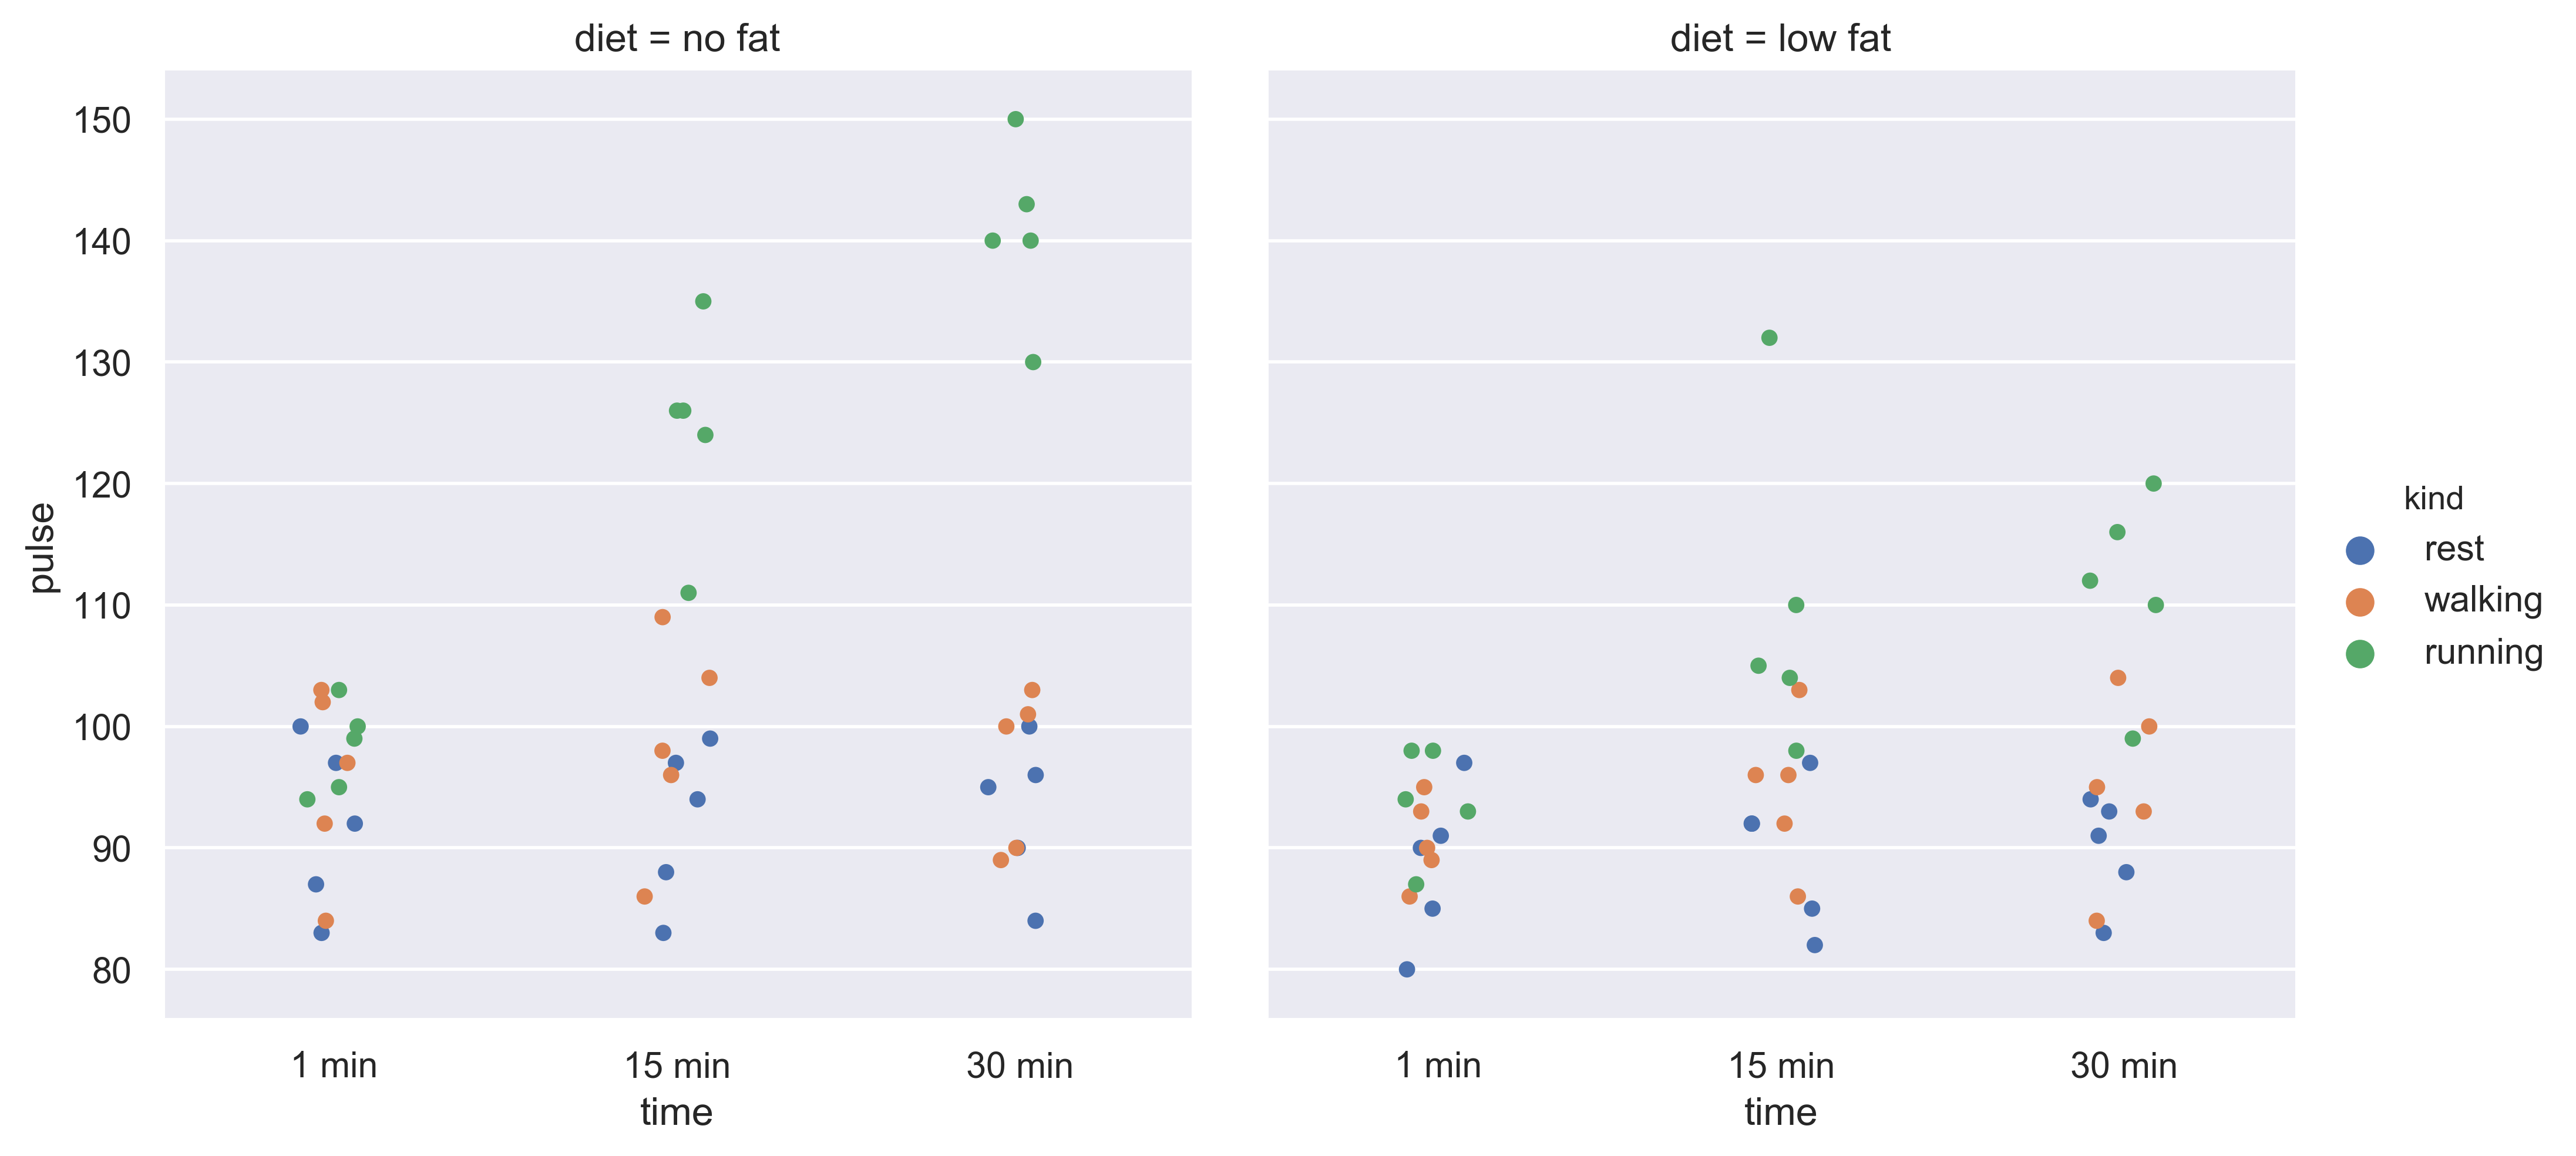 diet = no fat
diet = low fat
150
140
130
120
110
100
90
80
pulse
1 min
15 min
30 min
time
1 min
15 min
30 min
time
kind
rest
walking
running